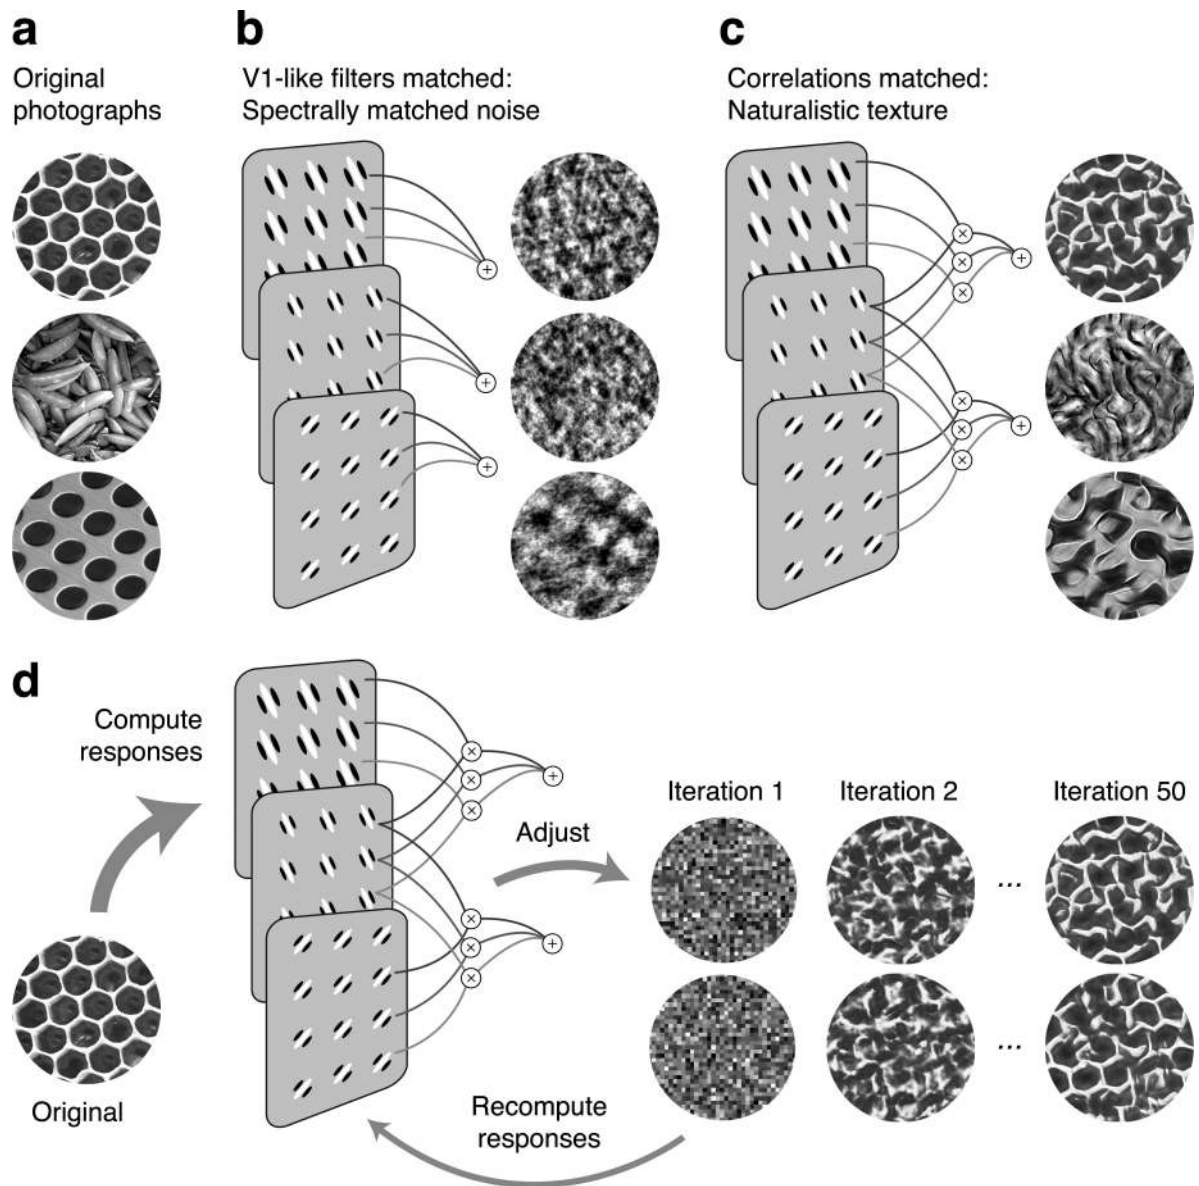 a
Original
photographs
b
V1-like filters matched:
Spectrally matched noise
c
Correlations matched:
Naturalistic texture
+
+
+
×
×
×
+
×
×
×
+
d
Compute
responses
Original
×
×
×
+
×
×
×
+
Adjust
Recompute
responses
Iteration 1
Iteration 2
Iteration 50
...
...